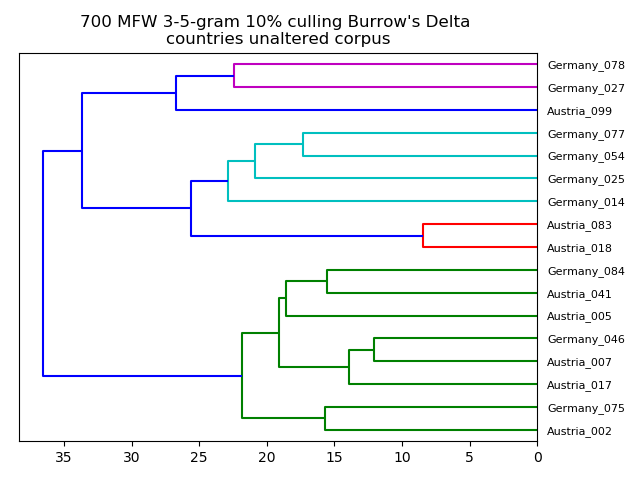 700 MFW 3-5-gram 10% culling Burrow's Delta
countries unaltered corpus
Germany_078
Germany_027
Austria_099
Germany_077
Germany_054
Germany_025
Germany_014
Austria_083
Austria_018
Germany_084
Austria_041
Austria_005
Germany_046
Austria_007
Austria_017
Germany_075
Austria_002
35 30 25 20 15 10 5 0